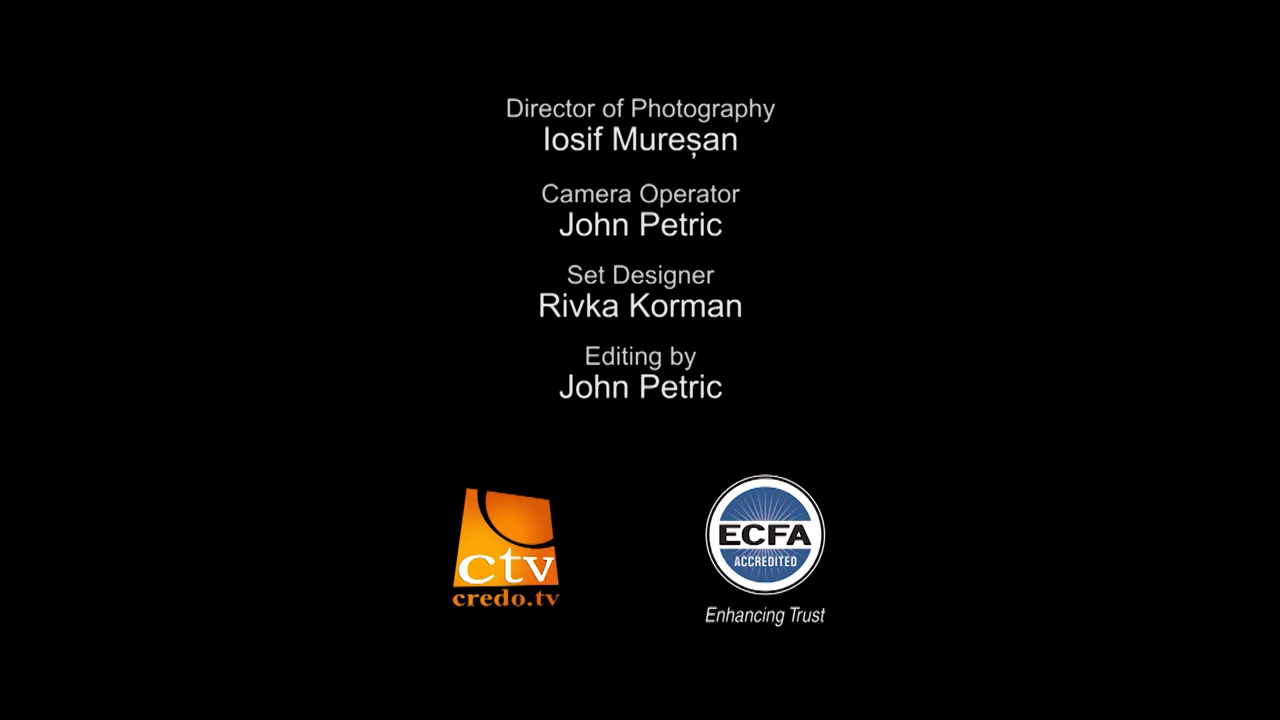 Director of Photography
Iosif Mureșan
Camera Operator
John Petric
Set Designer
Rivka Korman
Editing by
John Petric
ctv
credo.tv
ECFA
ACCREDITED
Enhancing Trust